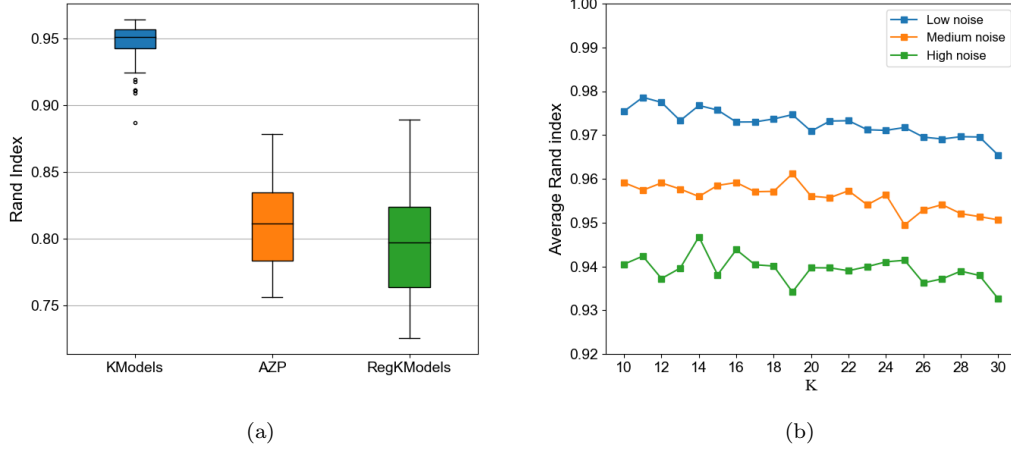 Rand Index
0.95
0.90
0.85
0.80
0.75
KModels
AZP
RegKModels
(a)
Average Rand index
1.00
0.99
0.98
0.97
0.96
0.95
0.94
0.93
0.92
Low noise
Medium noise
High noise
10 12 14 16 18 20 22 24 26 28 30
K
(b)